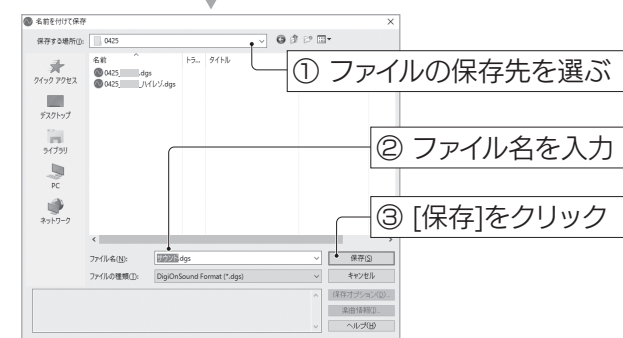 名前を付けて保存
保存する場所(I): 0425
① ファイルの保存先を選ぶ
名前 トラ... タイトル
0425_ .dgs
0425_ _ハイレゾ.dgs
クイック アクセス
デスクトップ
ライブラリ
PC
ネットワーク
② ファイル名を入力
③ [保存]をクリック
ファイル名(N): サウンド.dgs 保存(S)
ファイルの種類(T): DigiOnSound Format (*.dgs) キャンセル
保存オプション(O)...
楽曲情報(I)...
ヘルプ(H)